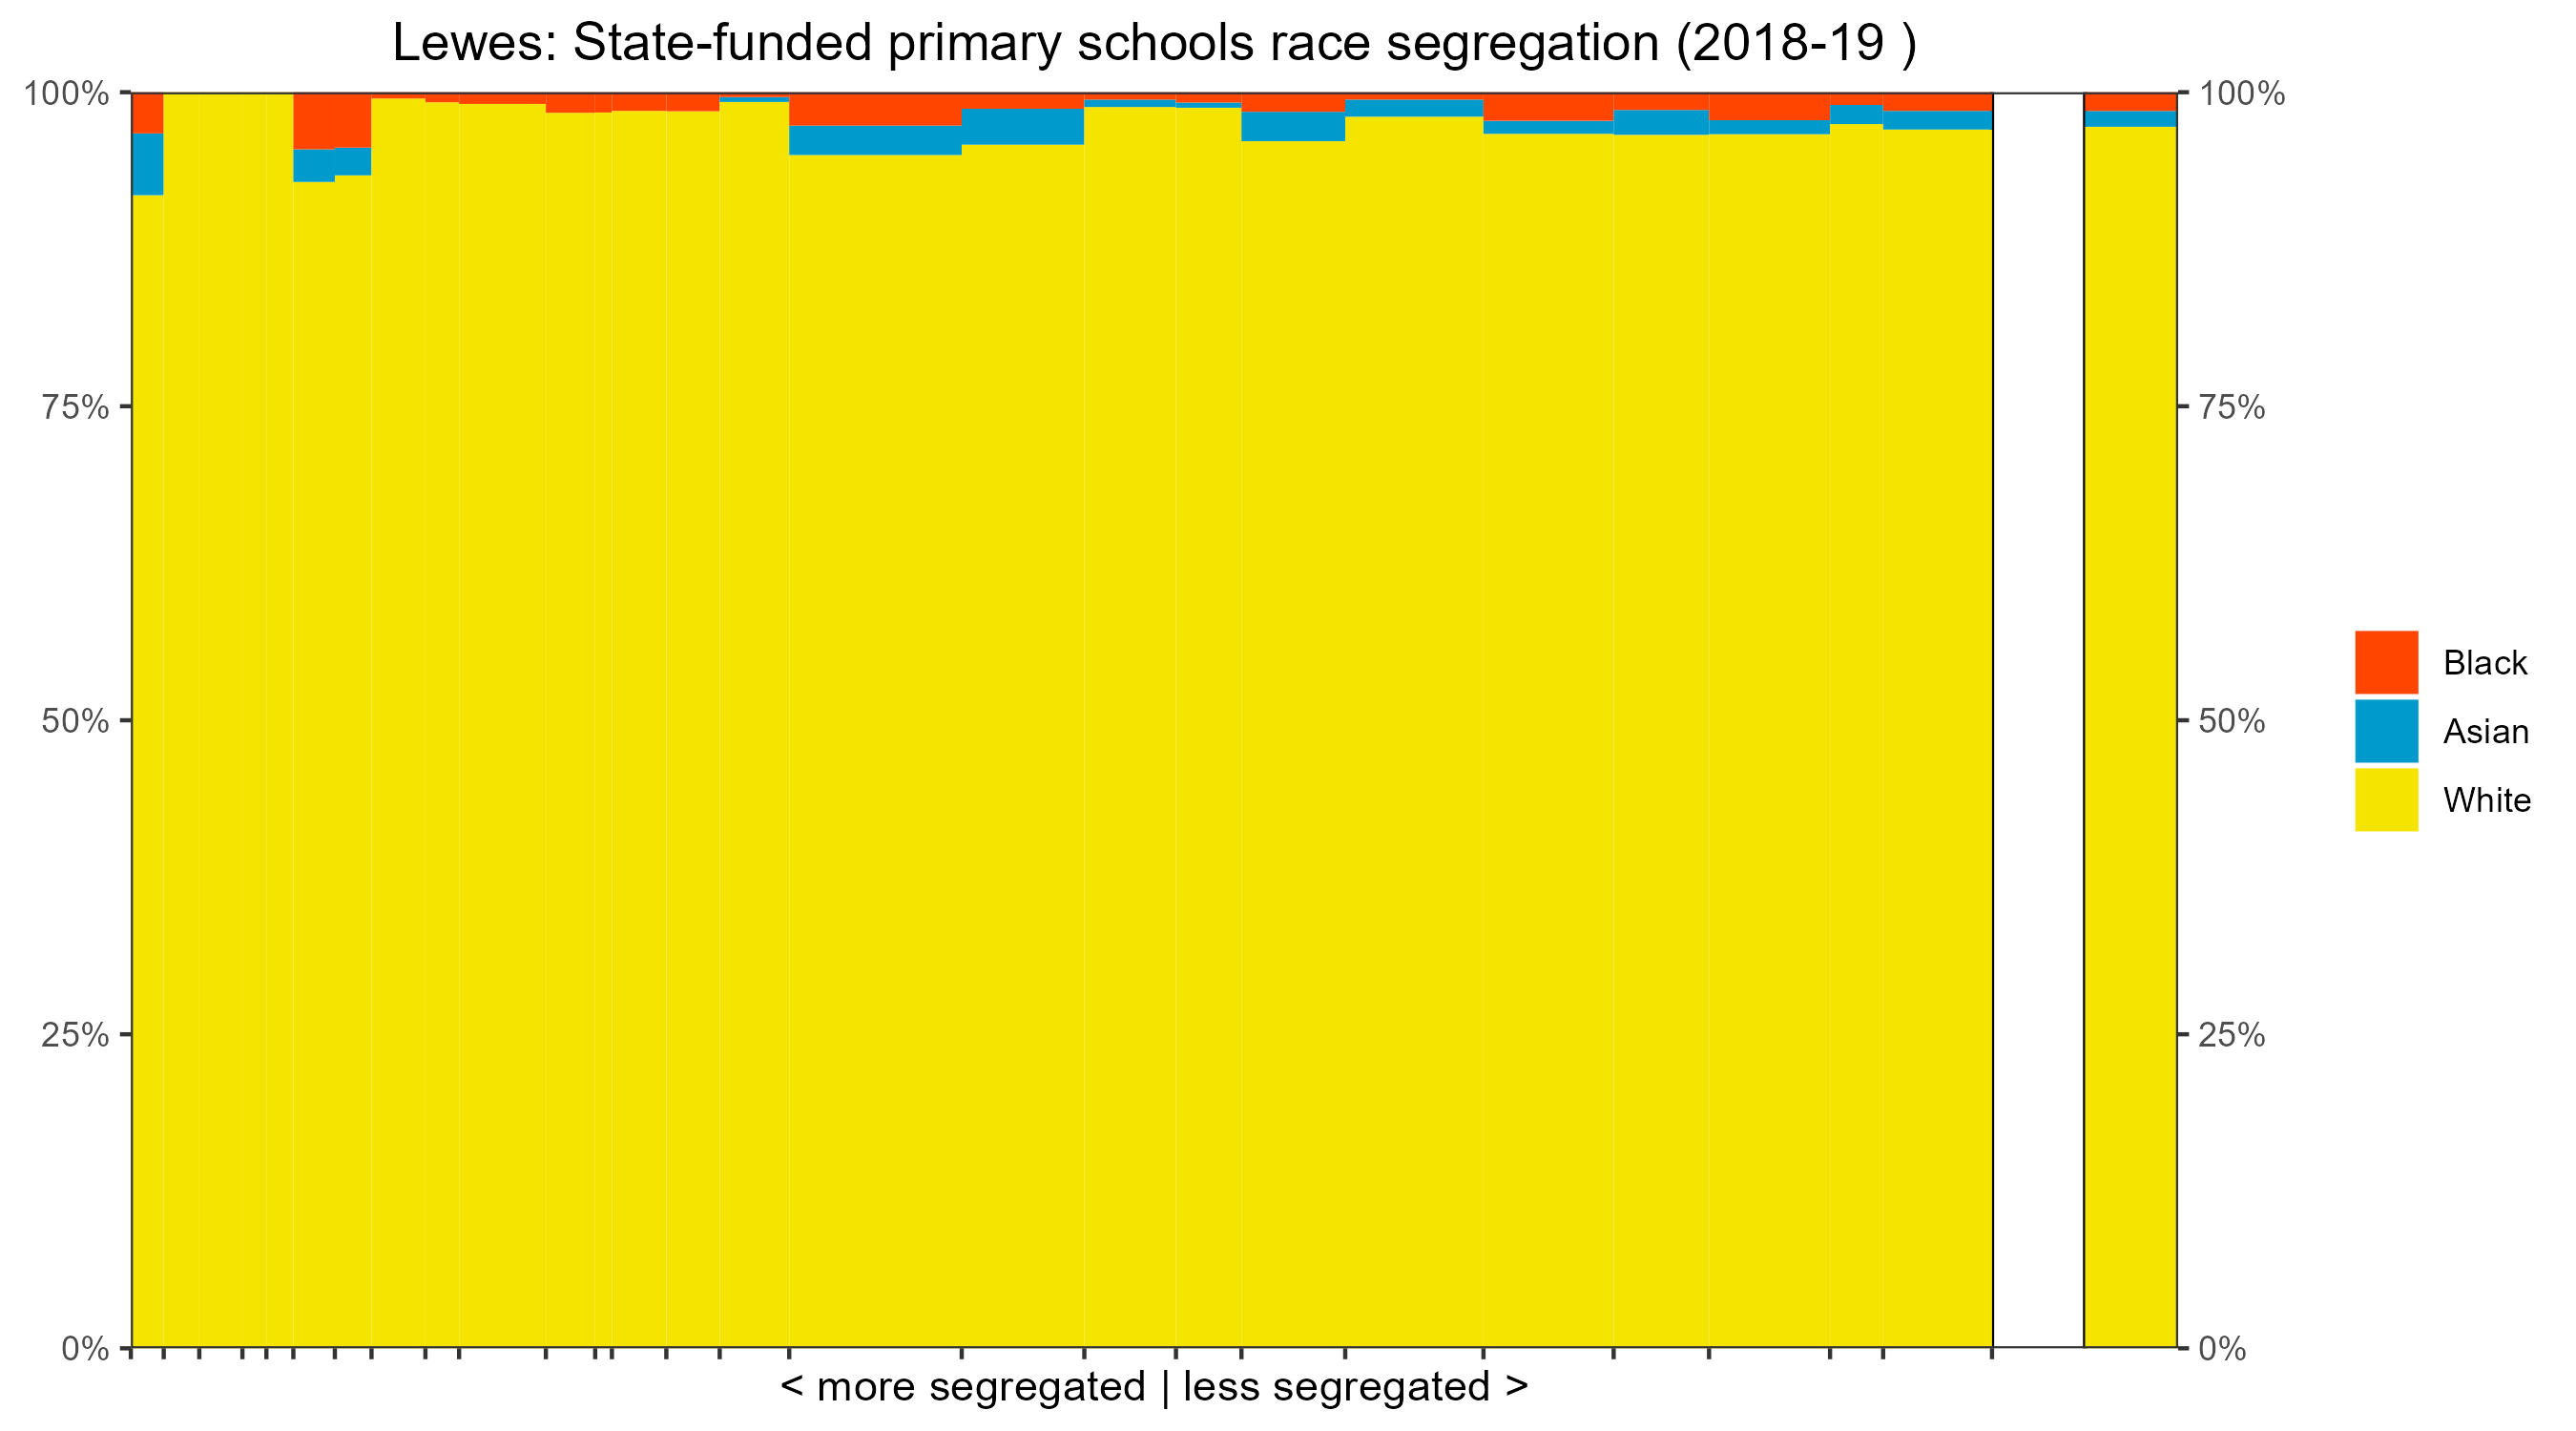 Lewes: State-funded primary schools race segregation (2018-19 )
100%
75%
50%
25%
0%
100%
75%
50%
25%
0%
Black
Asian
White
< more segregated | less segregated >